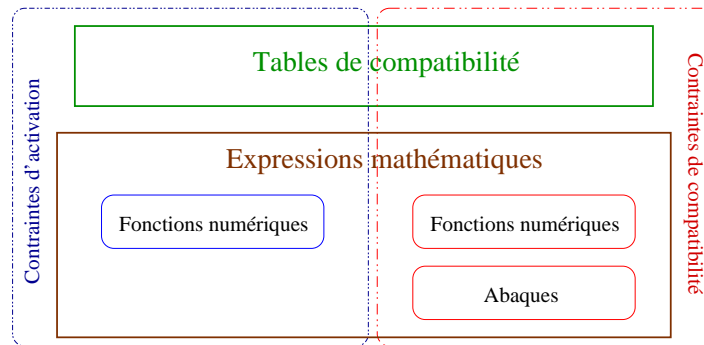 Tables de compatibilité
Contraintes d'activation
Contraintes de compatibilité
Expressions mathématiques
Fonctions numériques
Fonctions numériques
Abaques